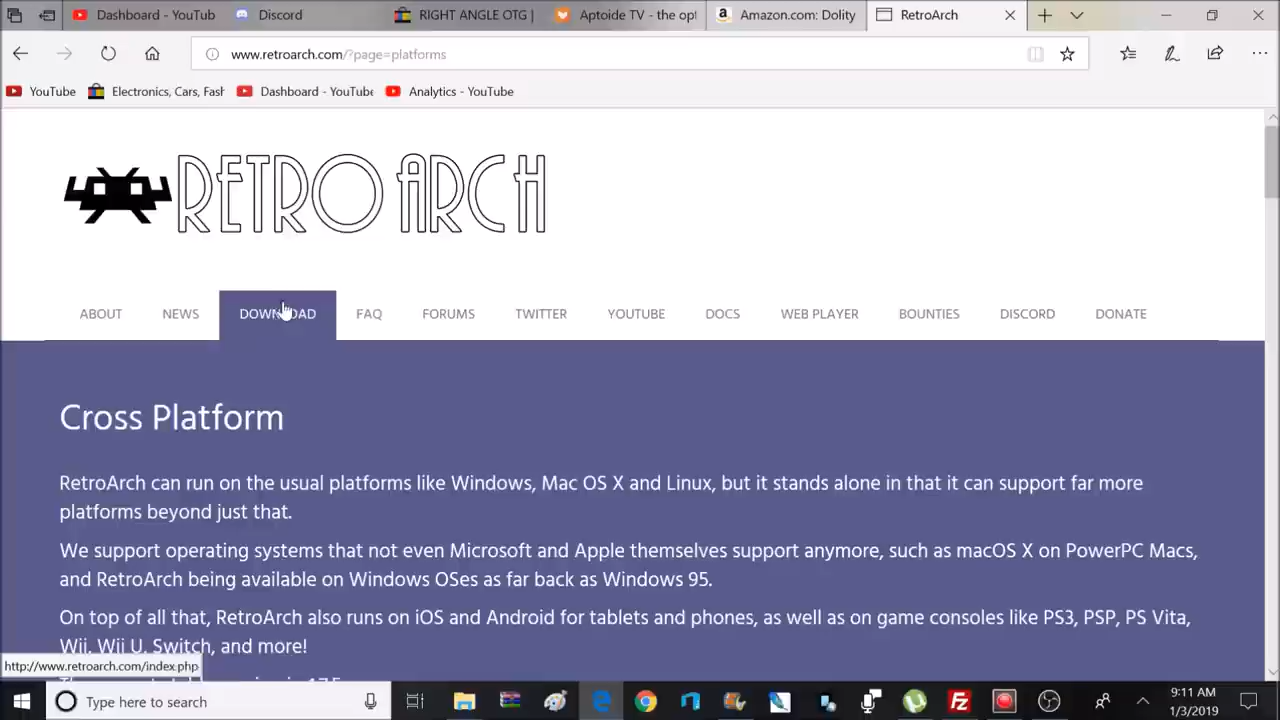 Dashboard - YouTub
Discord
RIGHT ANGLE OTG |
Aptoide TV - the opt
Amazon.com: Dolity
RetroArch
www.retroarch.com/?page=platforms
YouTube
Electronics, Cars, Fash
Dashboard - YouTube
Analytics - YouTube
RETRO ARCH
ABOUT
NEWS
DOWNLOAD
FAQ
FORUMS
TWITTER
YOUTUBE
DOCS
WEB PLAYER
BOUNTIES
DISCORD
DONATE
Cross Platform
RetroArch can run on the usual platforms like Windows, Mac OS X and Linux, but it stands alone in that it can support far more
platforms beyond just that.
We support operating systems that not even Microsoft and Apple themselves support anymore, such as macOS X on PowerPC Macs,
and RetroArch being available on Windows OSes as far back as Windows 95.
On top of all that, RetroArch also runs on iOS and Android for tablets and phones, as well as on game consoles like PS3, PSP, PS Vita,
Wii, Wii U, Switch, and more!
http://www.retroarch.com/index.php
Type here to search
9:11 AM
1/3/2019